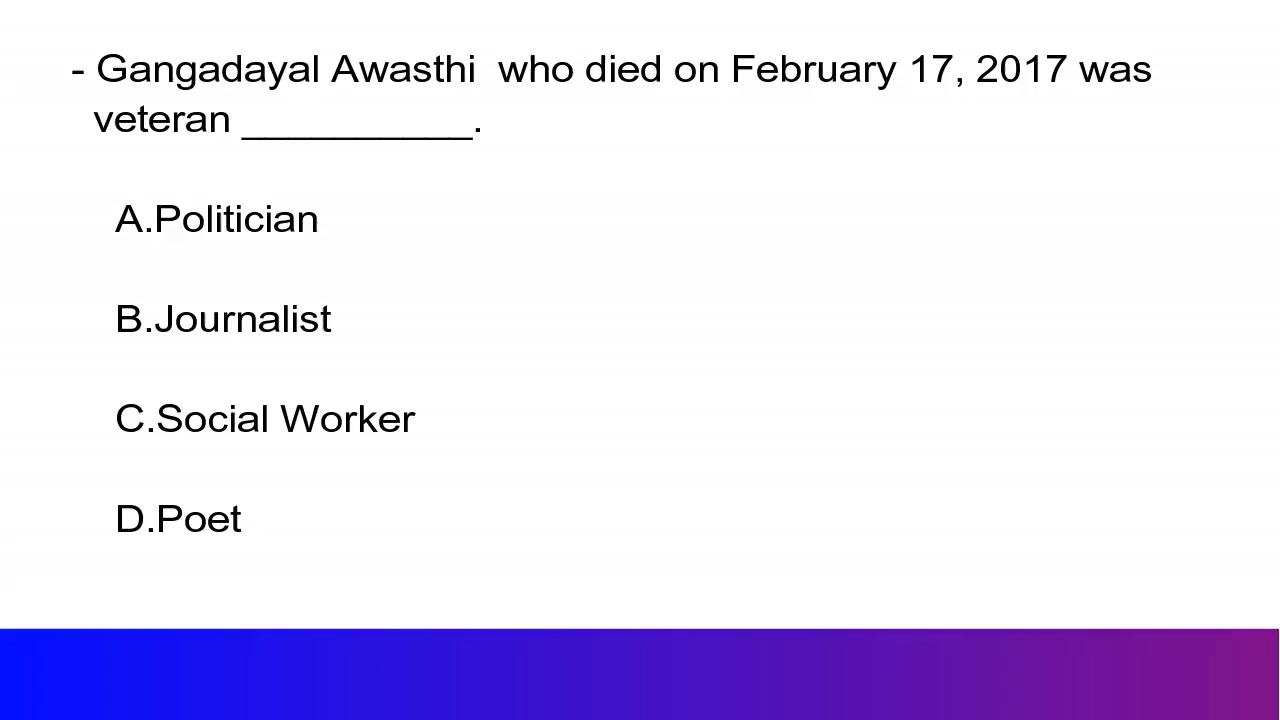 - Gangadayal Awasthi who died on February 17, 2017 was
veteran __________.
A.Politician
B.Journalist
C.Social Worker
D.Poet